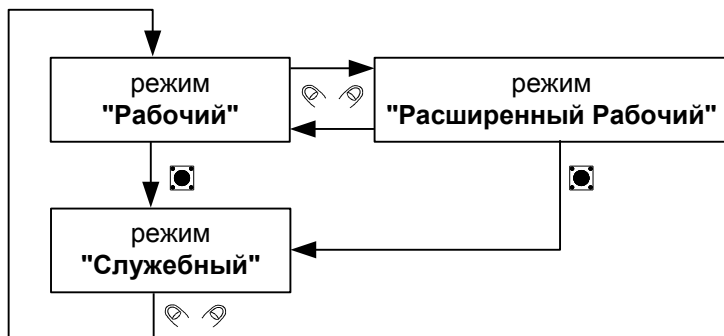 режим
"Рабочий"
режим
"Расширенный Рабочий"
режим
"Служебный"